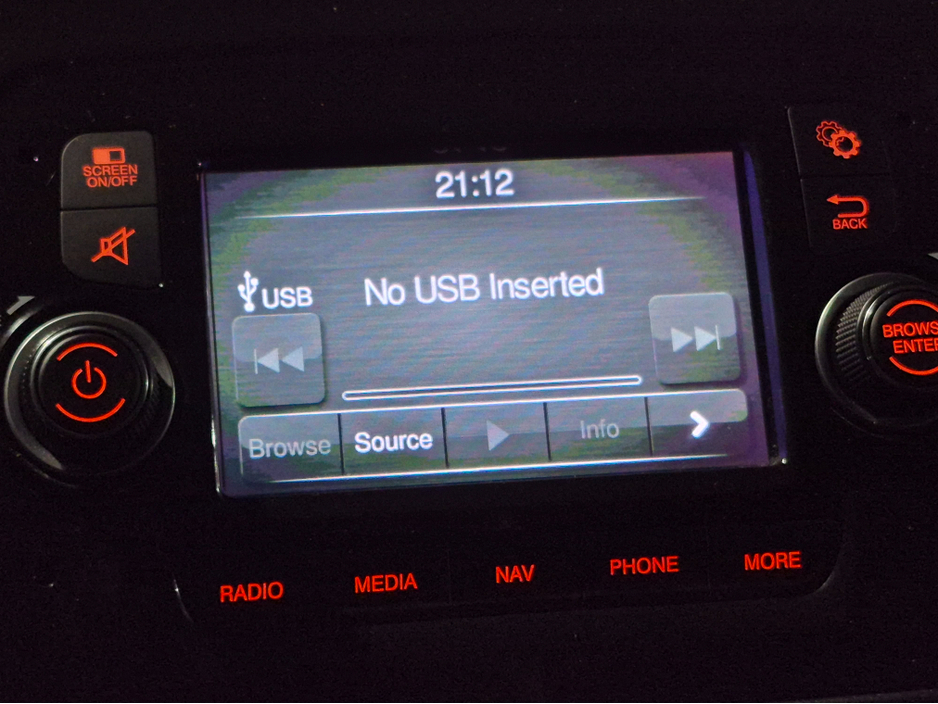 SCREEN
ON/OFF
21:12
BACK
USB
No USB Inserted
BROWS
ENTER
Browse
Source
Info
RADIO
MEDIA
NAV
PHONE
MORE